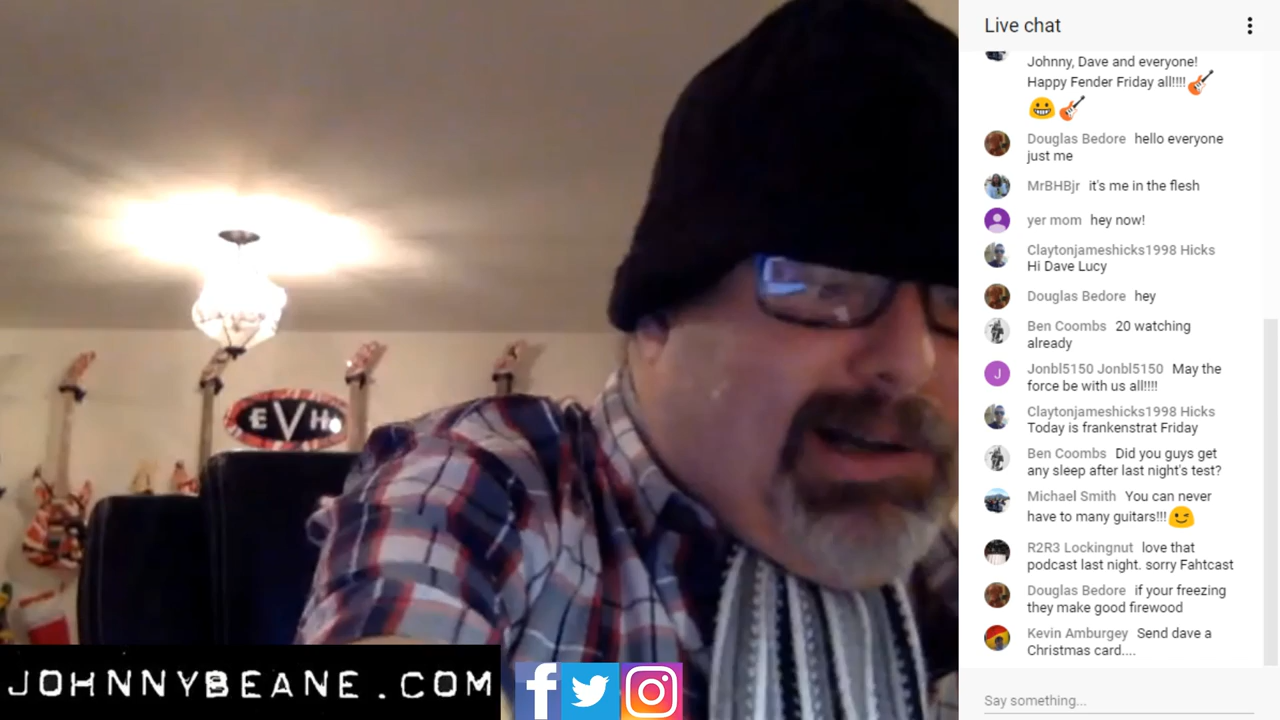 EVH
JOHNNYBEANE.COM
Live chat
Johnny, Dave and everyone!
Happy Fender Friday all!!!!🎸
😀🎸
Douglas Bedore hello everyone
just me
MrBHBjr it's me in the flesh
yer mom hey now!
Claytonjameshicks1998 Hicks
Hi Dave Lucy
Douglas Bedore hey
Ben Coombs 20 watching
already
J
Jonbl5150 Jonbl5150 May the
force be with us all!!!!
Claytonjameshicks1998 Hicks
Today is frankenstrat Friday
Ben Coombs Did you guys get
any sleep after last night's test?
Michael Smith You can never
have to many guitars!!!😉
R2R3 Lockingnut love that
podcast last night. sorry Fahtcast
Douglas Bedore if your freezing
they make good firewood
Kevin Amburgey Send dave a
Christmas card....
Say something...